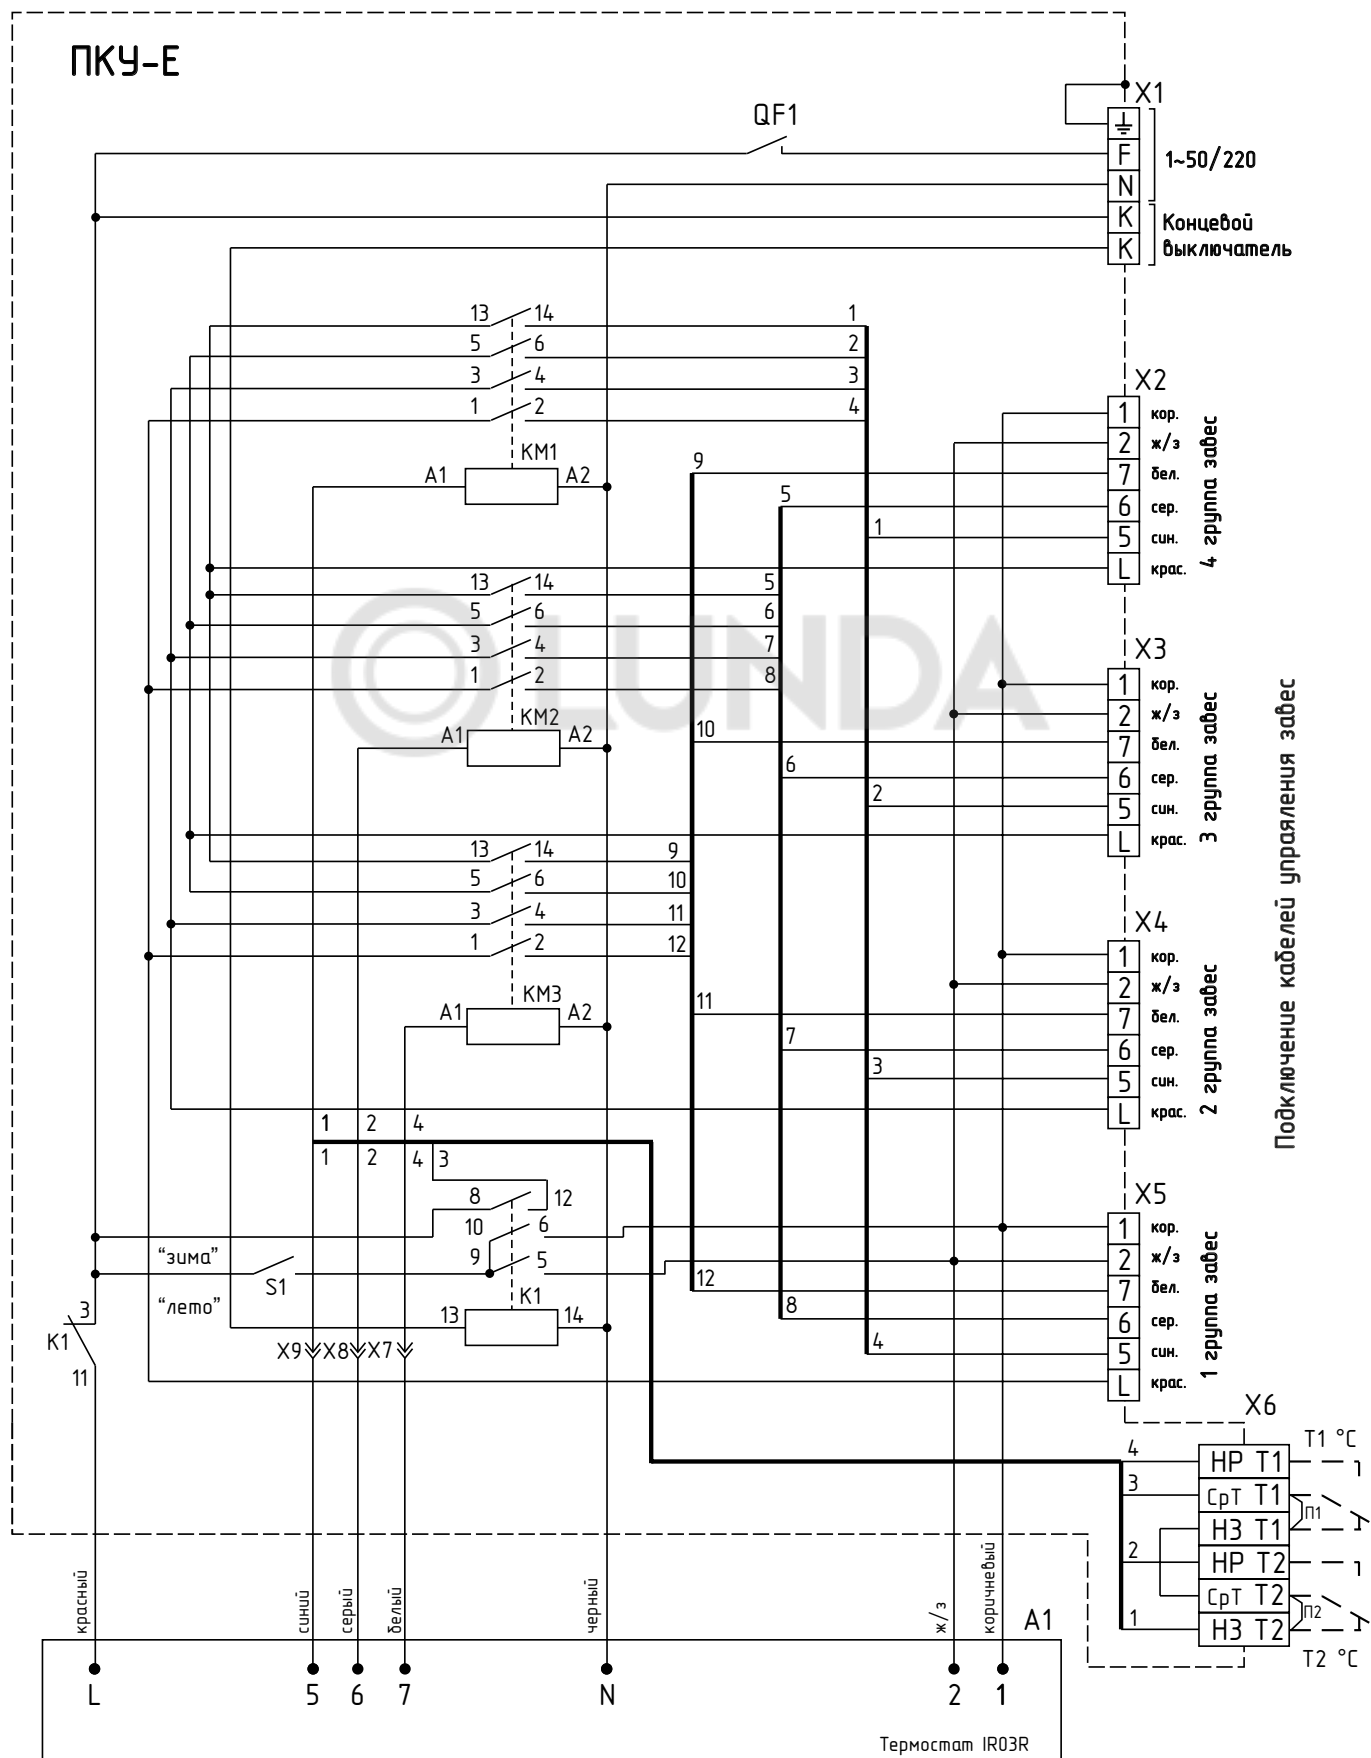 ПКУ-Е
X1
QF1
F
N
K
K
1~50/220
Концевой
выключатель
13 14 1
5 6 2
3 4 3
1 2 4
KM1
A1 A2
9
5
1
X2
1 кор.
2 ж/з
7 бел.
6 сер.
5 син.
L крас.
4 группа завес
LUNDA
13 14 5
5 6 6
3 4 7
1 2 8
KM2
A1 A2
10
6
2
X3
1 кор.
2 ж/з
7 бел.
6 сер.
5 син.
L крас.
3 группа завес
Подключение кабелей упраяления завес
13 14 9
5 6 10
3 4 11
1 2 12
KM3
A1 A2
11
7
3
X4
1 кор.
2 ж/з
7 бел.
6 сер.
5 син.
L крас.
2 группа завес
1 2 4
1 2 4 3
8 12
10 6
9 5
K1
13 14
"зима"
S1
"лето"
3
K1
11
X9 X8 X7
12
8
4
X5
1 кор.
2 ж/з
7 бел.
6 сер.
5 син.
L крас.
1 группа завес
X6
T1 °C
4 НР T1
3 СрТ T1
П1
НЗ T1
2 НР T2
СрТ T2
П2
1 НЗ T2
T2 °C
красный
синий
серый
белый
черный
ж/з
коричневый
A1
L 5 6 7 N 2 1
Термостат IR03R